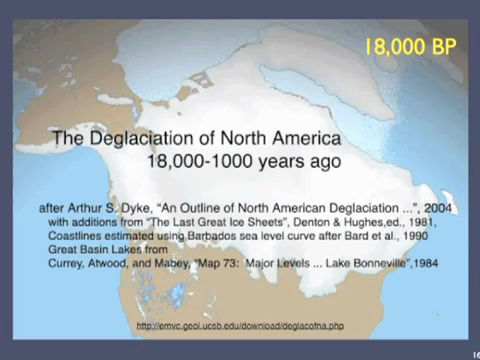 18,000 BP
The Deglaciation of North America
18,000-1000 years ago
after Arthur S. Dyke, “An Outline of North American Deglaciation ...”, 2004
with additions from “The Last Great Ice Sheets”, Denton & Hughes,ed., 1981,
Coastlines estimated using Barbados sea level curve after Bard et al., 1990
Great Basin Lakes from
Currey, Atwood, and Mabey, “Map 73: Major Levels ... Lake Bonneville”,1984
http://emvc.geol.ucsb.edu/download/deglacofna.php